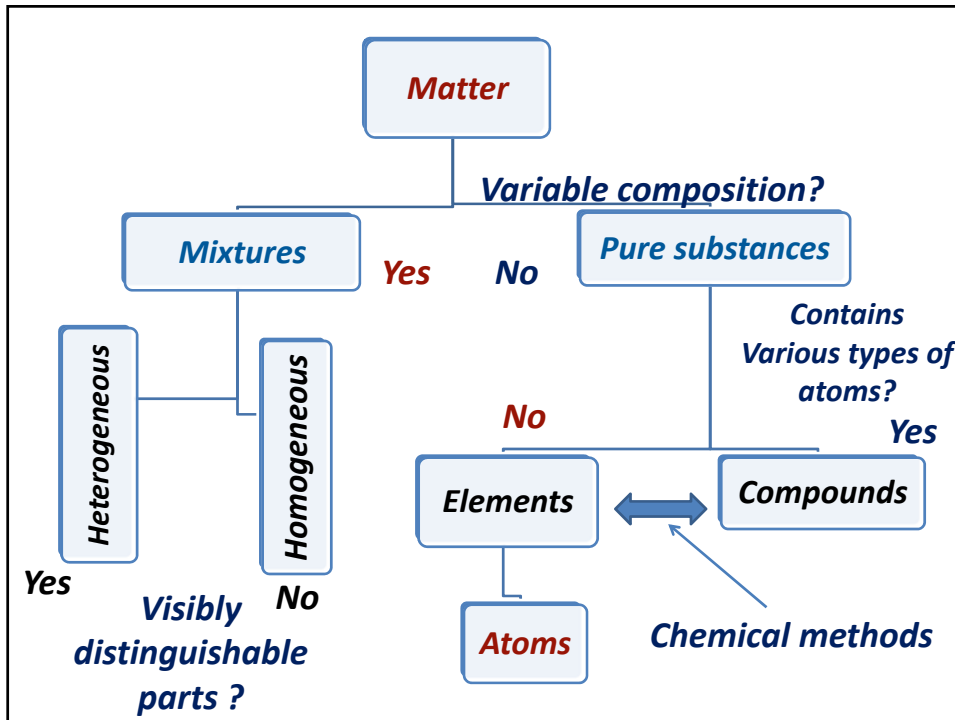 Matter
Variable composition?
Mixtures
Pure substances
Yes
No
Contains
Various types of
atoms?
Heterogeneous
Homogeneous
No
Yes
Elements
Compounds
Yes
No
Visibly
distinguishable
parts ?
Atoms
Chemical methods